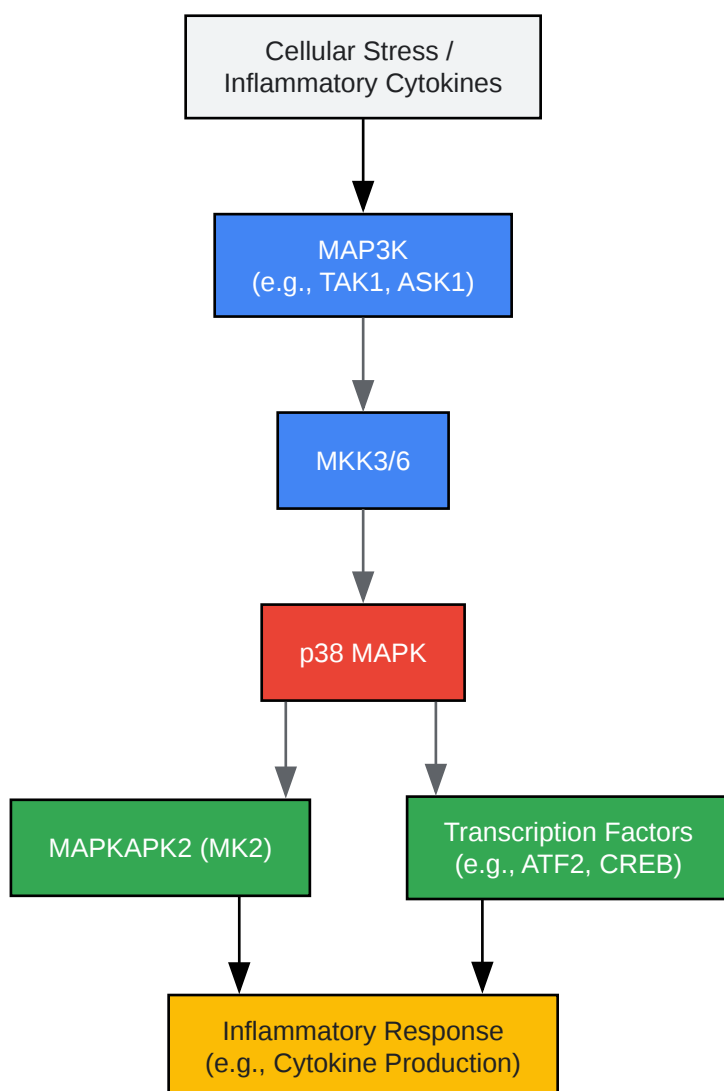 Cellular Stress /
Inflammatory Cytokines
MAP3K
(e.g., TAK1, ASK1)
MKK3/6
p38 MAPK
MAPKAPK2 (MK2)
Transcription Factors
(e.g., ATF2, CREB)
Inflammatory Response
(e.g., Cytokine Production)